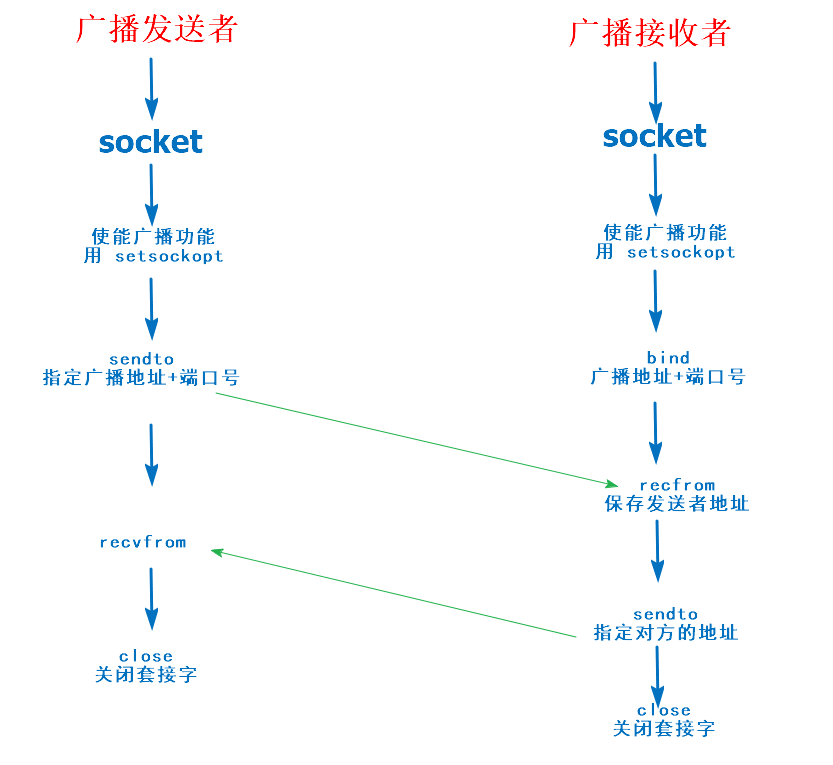 广播发送者
socket
使能广播功能
用 setsockopt
sendto
指定广播地址+端口号
recvfrom
close
关闭套接字
广播接收者
socket
使能广播功能
用 setsockopt
bind
广播地址+端口号
recfrom
保存发送者地址
sendto
指定对方的地址
close
关闭套接字